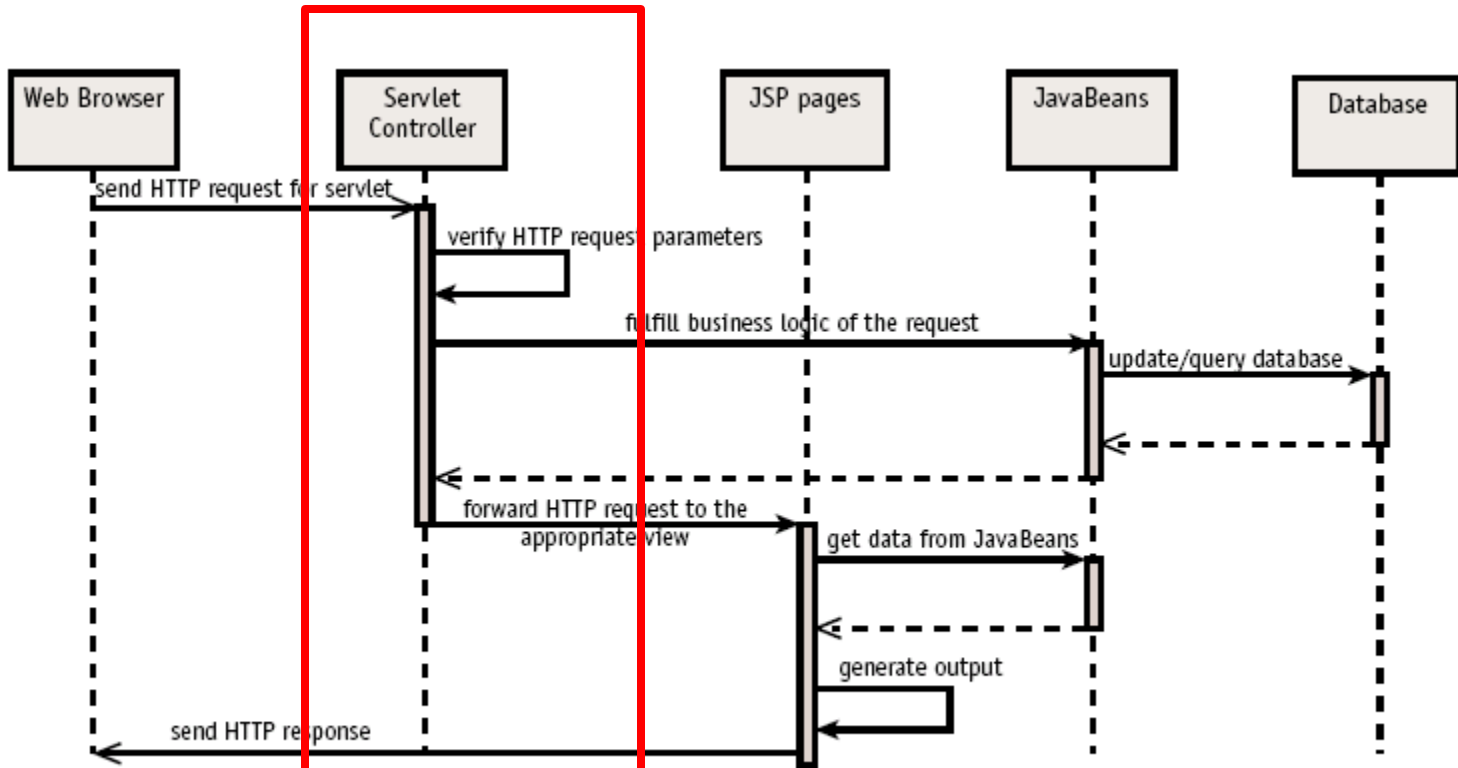 Web Browser
Servlet
Controller
JSP pages
JavaBeans
Database
send HTTP request for servlet
verify HTTP request parameters
fulfill business logic of the request
update/query database
forward HTTP request to the
appropriate view
get data from JavaBeans
generate output
send HTTP response